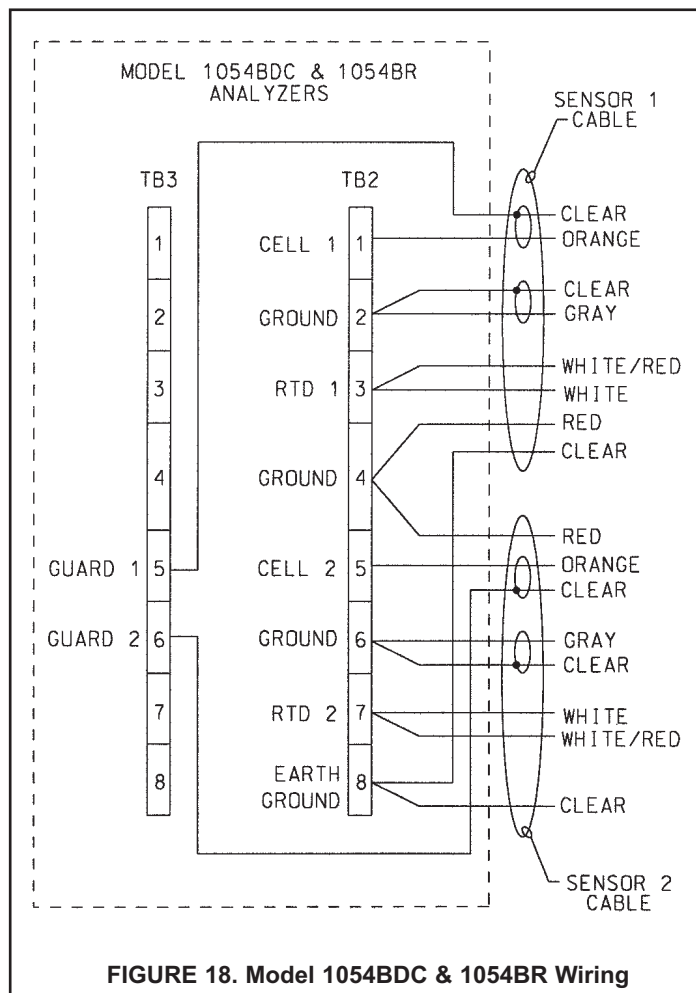 MODEL 1054BDC & 1054BR
ANALYZERS
SENSOR 1
CABLE
TB3
TB2
1
CELL 1
1
CLEAR
ORANGE
2
GROUND
2
CLEAR
GRAY
3
RTD 1
3
WHITE/RED
WHITE
4
GROUND
4
RED
CLEAR
RED
GUARD 1
5
CELL 2
5
ORANGE
CLEAR
GUARD 2
6
GROUND
6
GRAY
CLEAR
7
RTD 2
7
WHITE
WHITE/RED
8
EARTH
GROUND
8
CLEAR
SENSOR 2
CABLE
FIGURE 18. Model 1054BDC & 1054BR Wiring